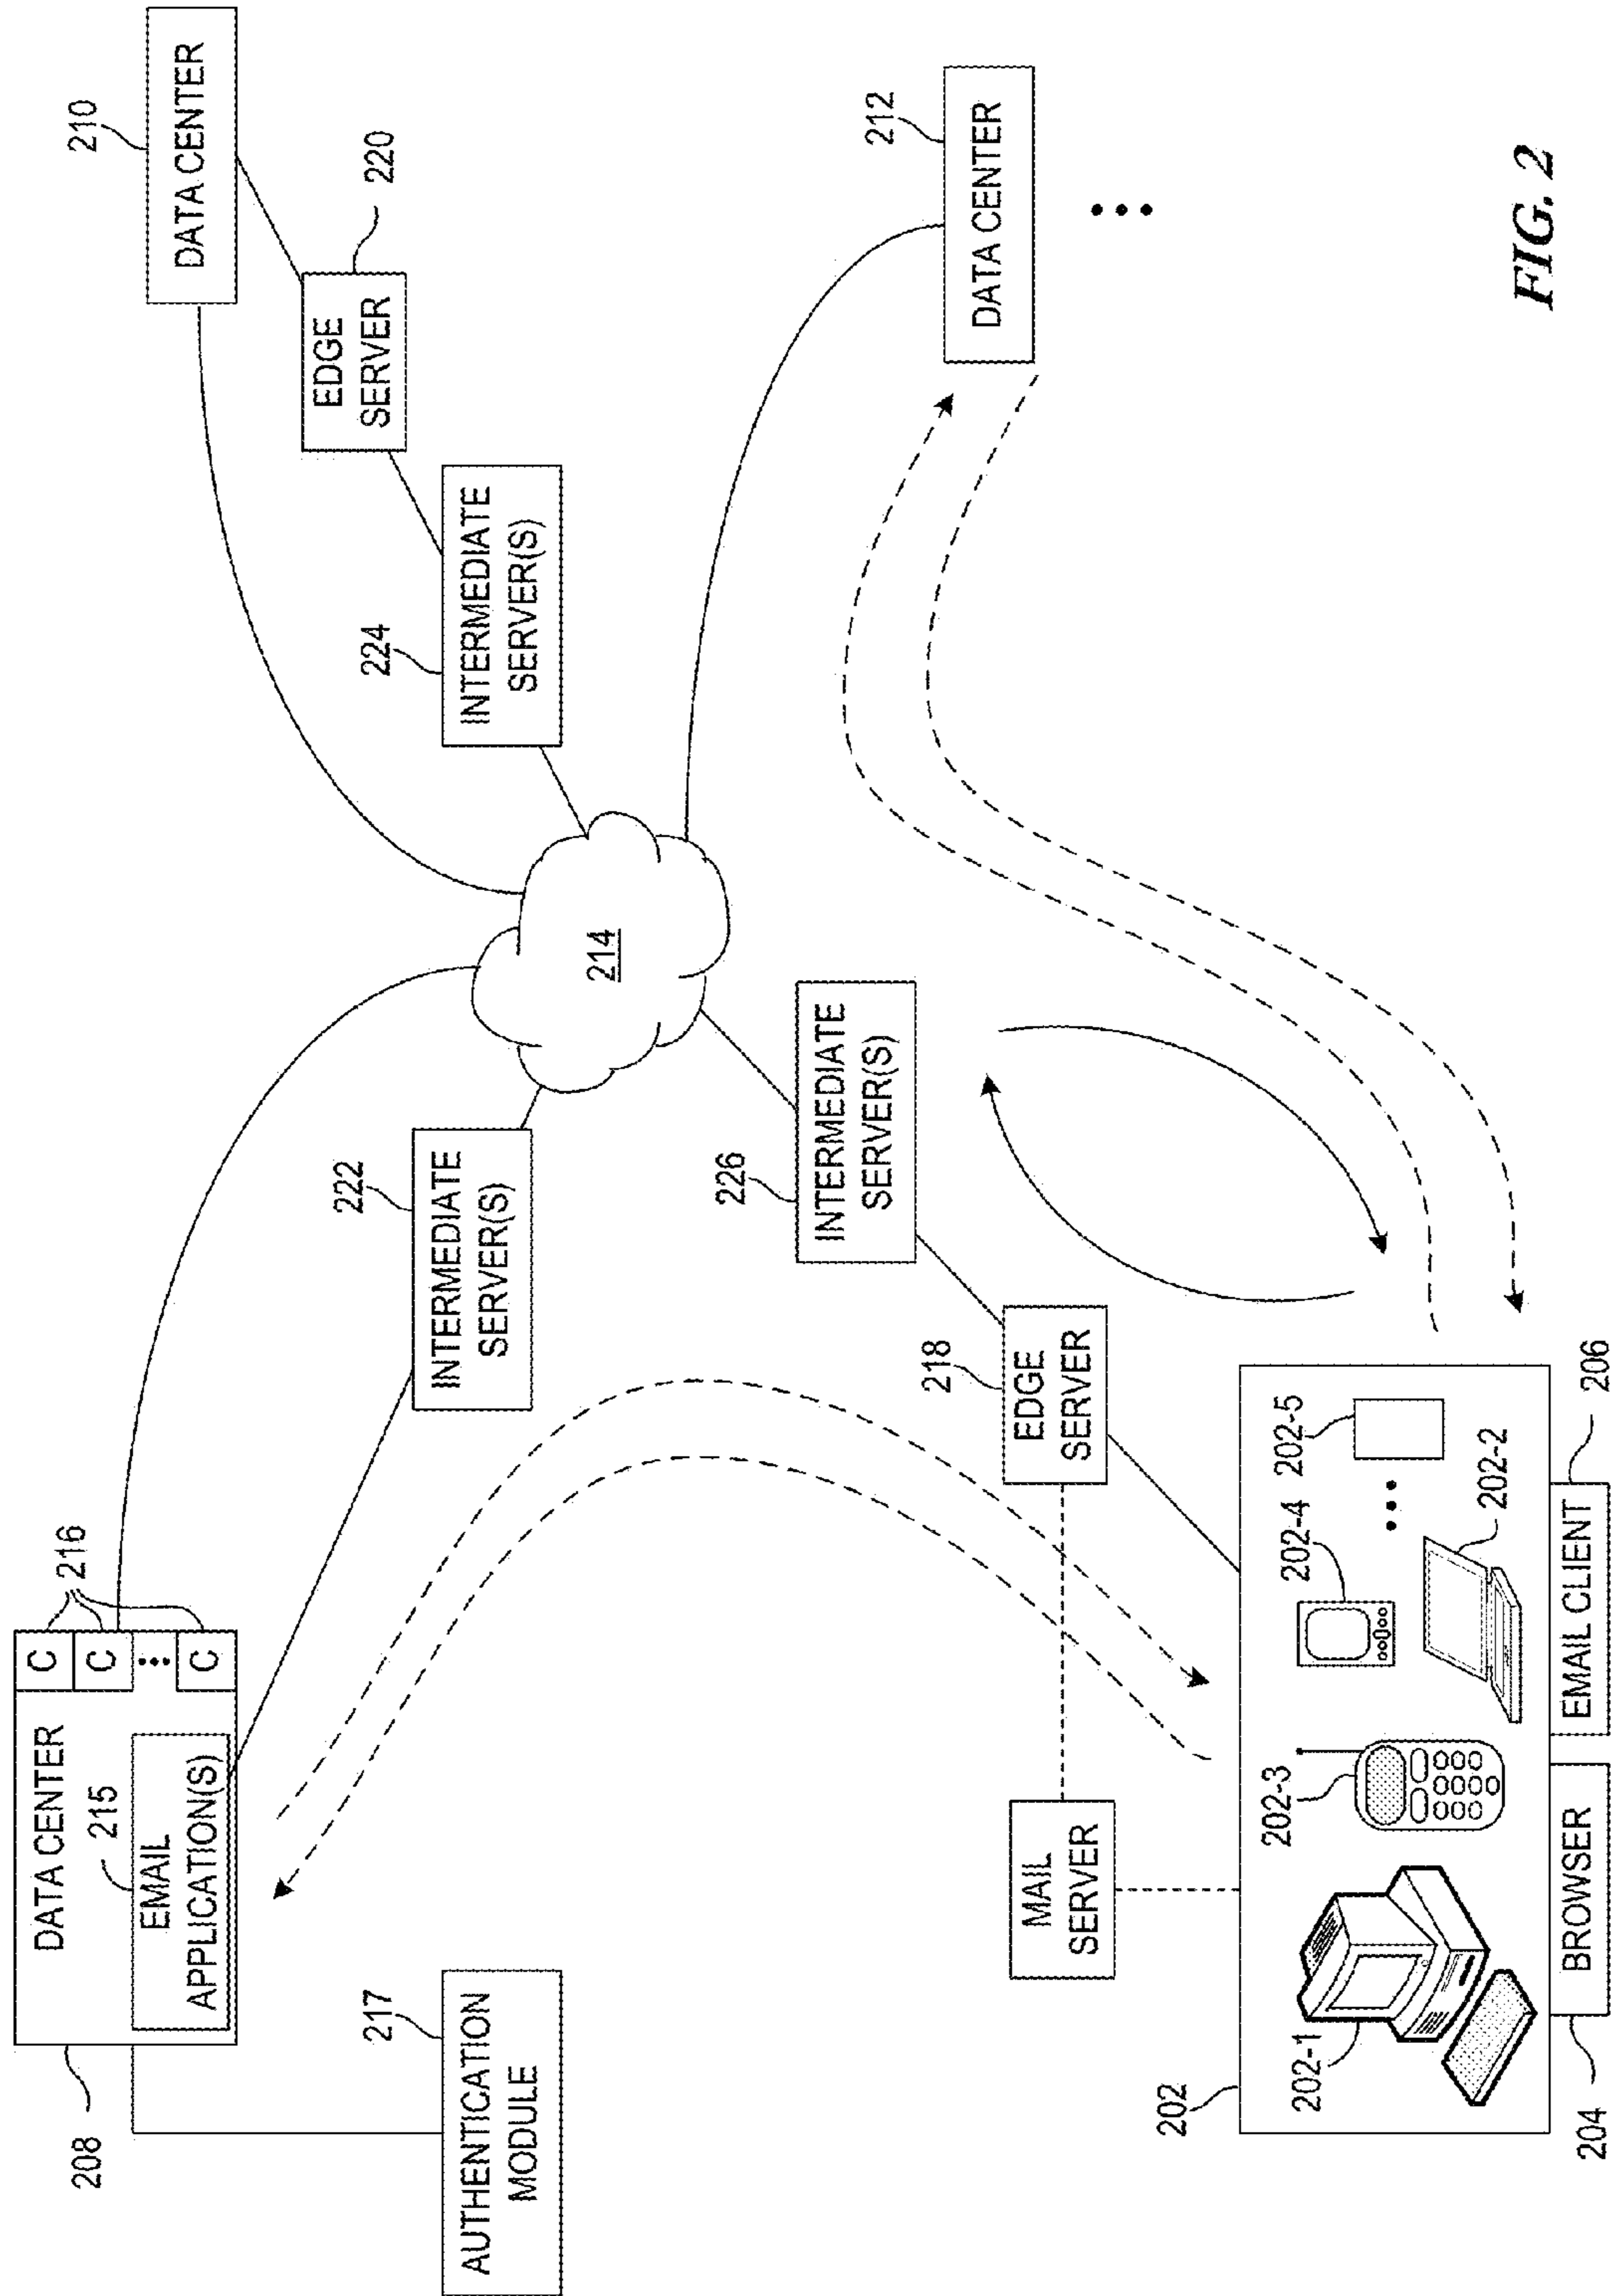 208
DATA CENTER
215
EMAIL
APPLICATION(S)
C
C
C
216
210
DATA CENTER
220
EDGE
SERVER
217
AUTHENTICATION
MODULE
222
INTERMEDIATE
SERVER(S)
224
INTERMEDIATE
SERVER(S)
214
226
INTERMEDIATE
SERVER(S)
212
DATA CENTER
MAIL
SERVER
218
EDGE
SERVER
202
202-1
202-3
202-4
202-5
202-2
204
BROWSER
EMAIL CLIENT
206
FIG. 2